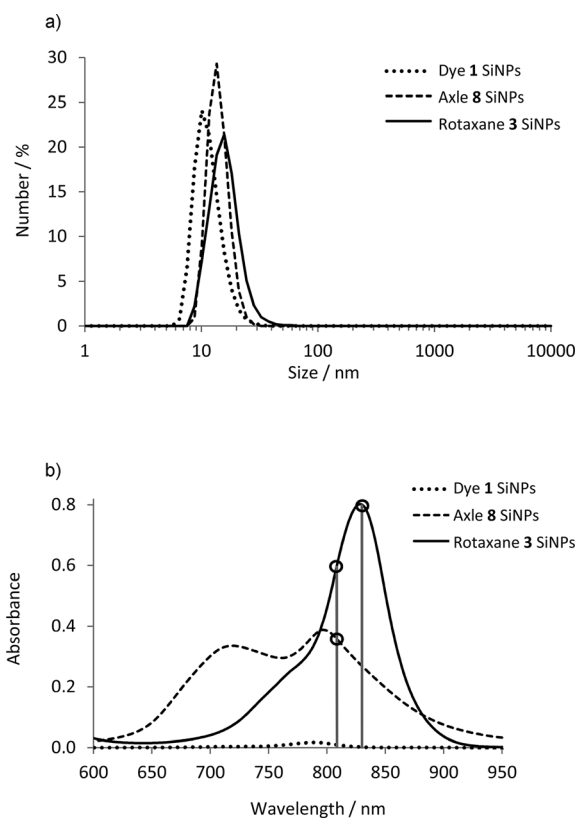 a)
30
25
20
15
10
5
0
Number / %
Dye 1 SiNPs
Axle 8 SiNPs
Rotaxane 3 SiNPs
1 10 100 1000 10000
Size / nm
b)
0.8
0.6
0.4
0.2
0.0
Absorbance
Dye 1 SiNPs
Axle 8 SiNPs
Rotaxane 3 SiNPs
600 650 700 750 800 850 900 950
Wavelength / nm